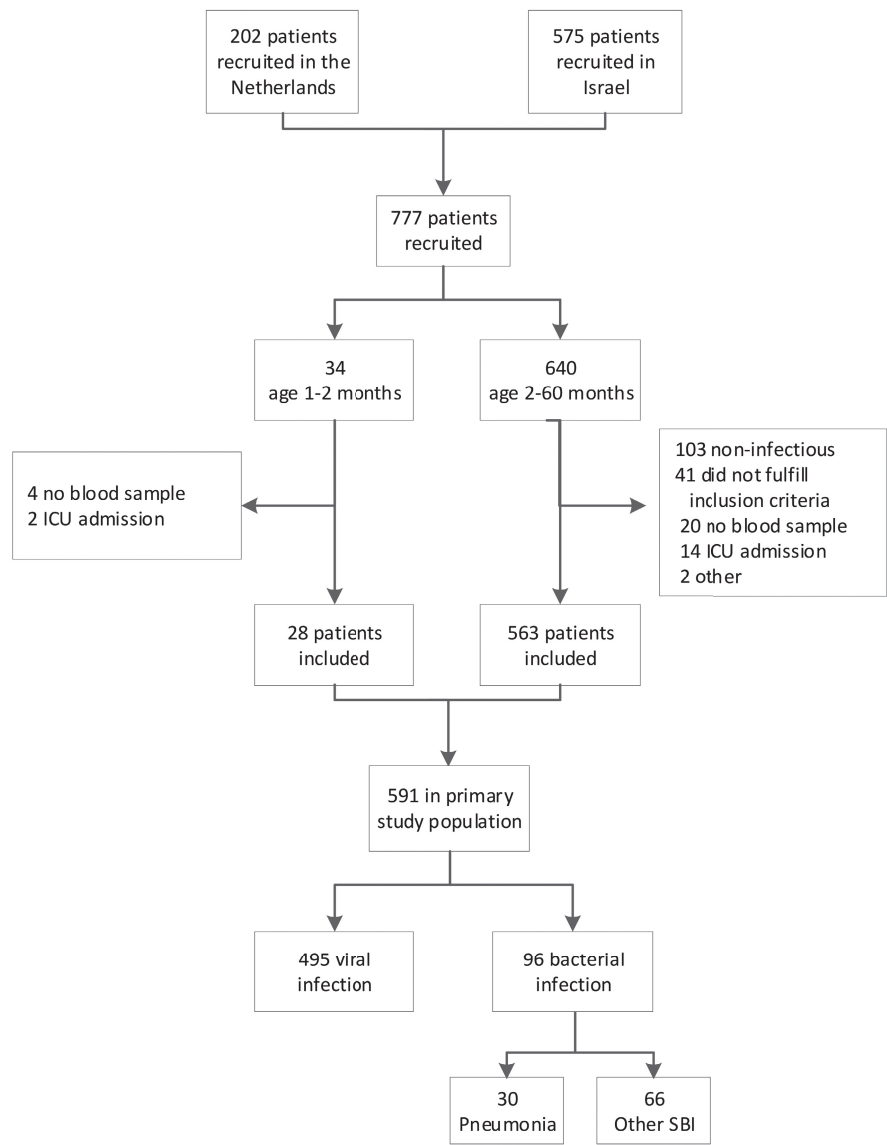 202 patients
recruited in the
Netherlands
575 patients
recruited in
Israel
777 patients
recruited
34
age 1-2 months
640
age 2-60 months
4 no blood sample
2 ICU admission
103 non-infectious
41 did not fulfill
inclusion criteria
20 no blood sample
14 ICU admission
2 other
28 patients
included
563 patients
included
591 in primary
study population
495 viral
infection
96 bacterial
infection
30
Pneumonia
66
Other SBI